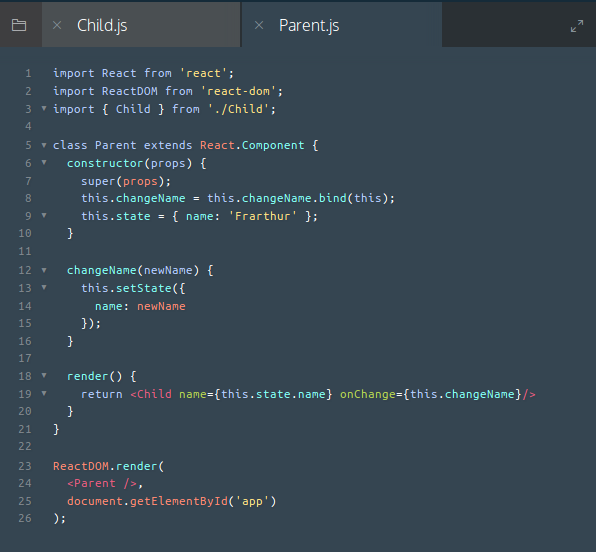 Child.js
Parent.js
1 import React from 'react';
2 import ReactDOM from 'react-dom';
3 import { Child } from './Child';
4
5 class Parent extends React.Component {
6   constructor(props) {
7     super(props);
8     this.changeName = this.changeName.bind(this);
9     this.state = { name: 'Frarthur' };
10   }
11
12   changeName(newName) {
13     this.setState({
14       name: newName
15     });
16   }
17
18   render() {
19     return <Child name={this.state.name} onChange={this.changeName}/>
20   }
21 }
22
23 ReactDOM.render(
24   <Parent />,
25   document.getElementById('app')
26 );